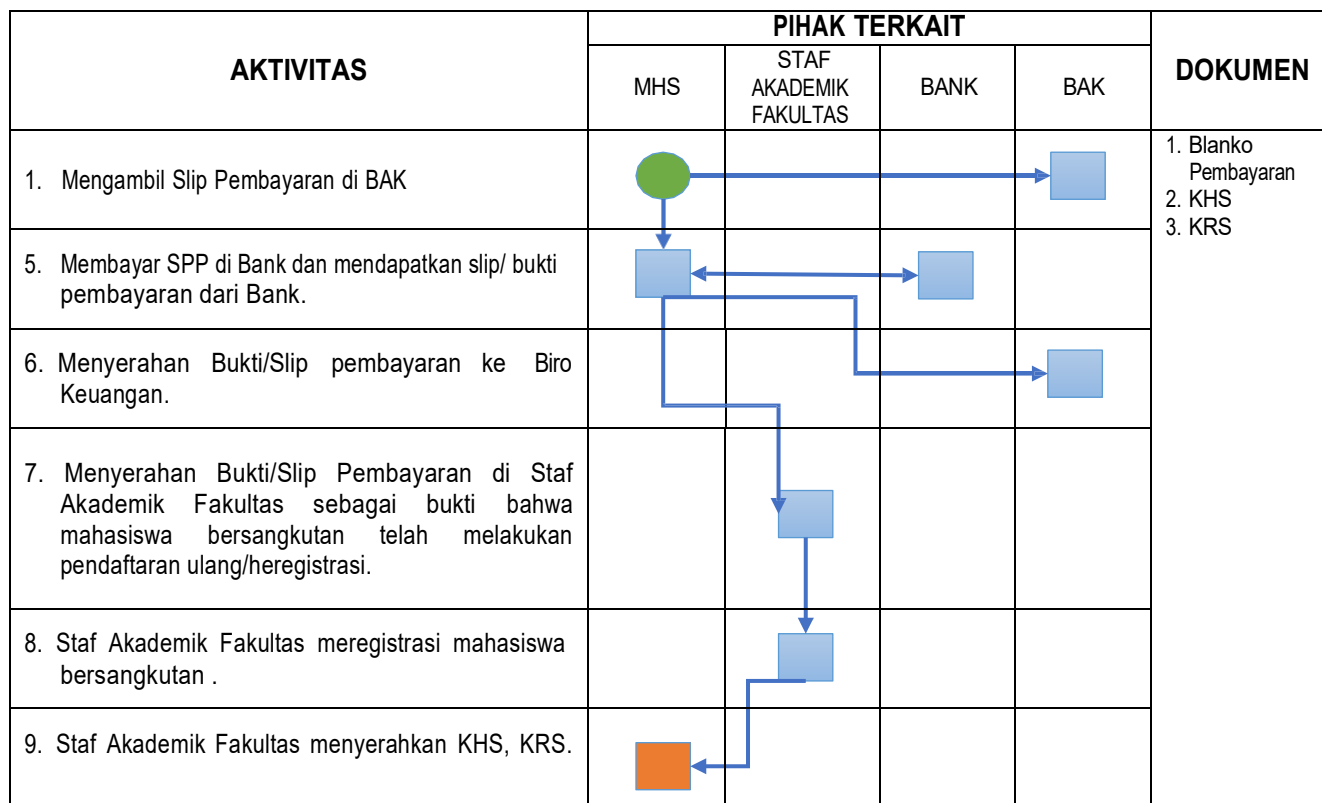 AKTIVITAS
PIHAK TERKAIT
DOKUMEN
MHS
STAF
AKADEMIK
FAKULTAS
BANK
BAK
1. Mengambil Slip Pembayaran di BAK
1. Blanko
Pembayaran
2. KHS
3. KRS
5. Membayar SPP di Bank dan mendapatkan slip/ bukti
pembayaran dari Bank.
6. Menyerahan Bukti/Slip pembayaran ke Biro
Keuangan.
7. Menyerahan Bukti/Slip Pembayaran di Staf
Akademik Fakultas sebagai bukti bahwa
mahasiswa bersangkutan telah melakukan
pendaftaran ulang/heregistrasi.
8. Staf Akademik Fakultas meregistrasi mahasiswa
bersangkutan .
9. Staf Akademik Fakultas menyerahkan KHS, KRS.